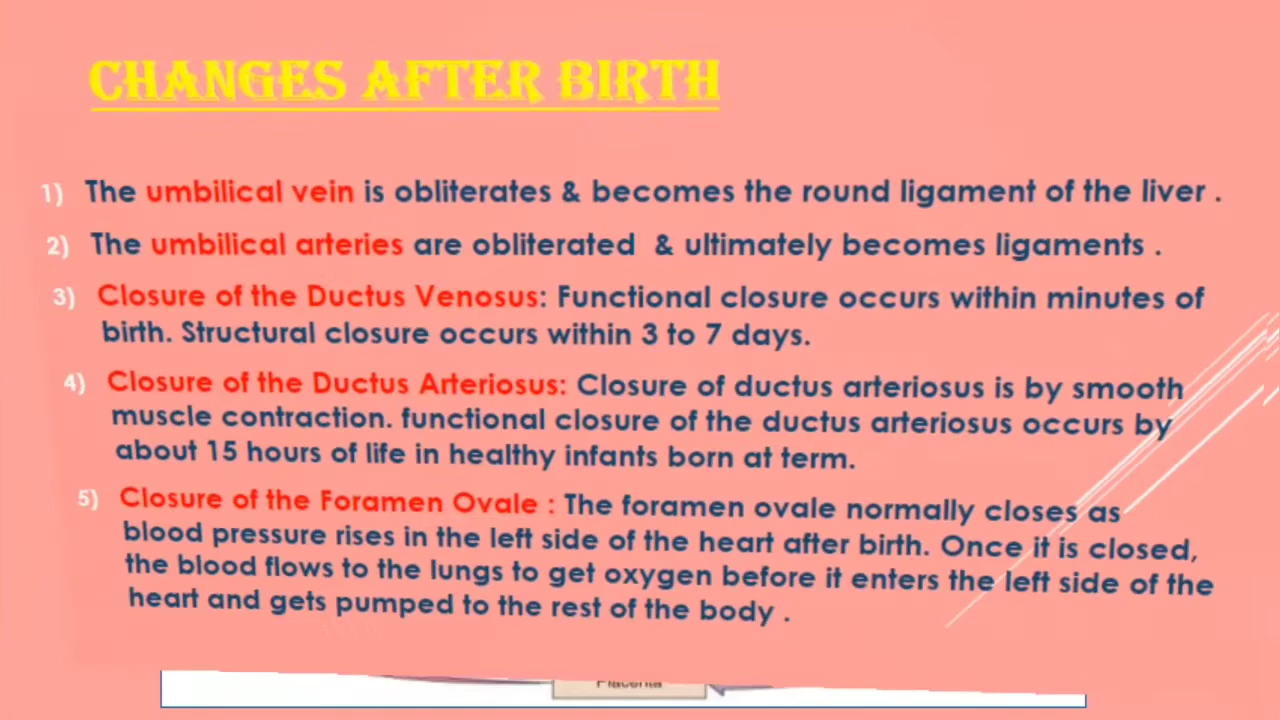 CHANGES AFTER BIRTH
1) The umbilical vein is obliterates & becomes the round ligament of the liver .
2) The umbilical arteries are obliterated & ultimately becomes ligaments .
3) Closure of the Ductus Venosus: Functional closure occurs within minutes of
birth. Structural closure occurs within 3 to 7 days.
4) Closure of the Ductus Arteriosus: Closure of ductus arteriosus is by smooth
muscle contraction. functional closure of the ductus arteriosus occurs by
about 15 hours of life in healthy infants born at term.
5) Closure of the Foramen Ovale : The foramen ovale normally closes as
blood pressure rises in the left side of the heart after birth. Once it is closed,
the blood flows to the lungs to get oxygen before it enters the left side of the
heart and gets pumped to the rest of the body .
Placenta